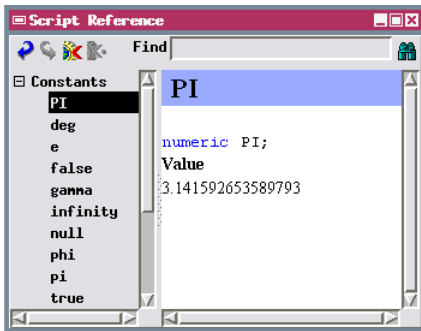 Script Reference
Find
Constants
PI
deg
e
false
gamma
infinity
null
phi
pi
true
PI
numeric PI;
Value
3.141592653589793